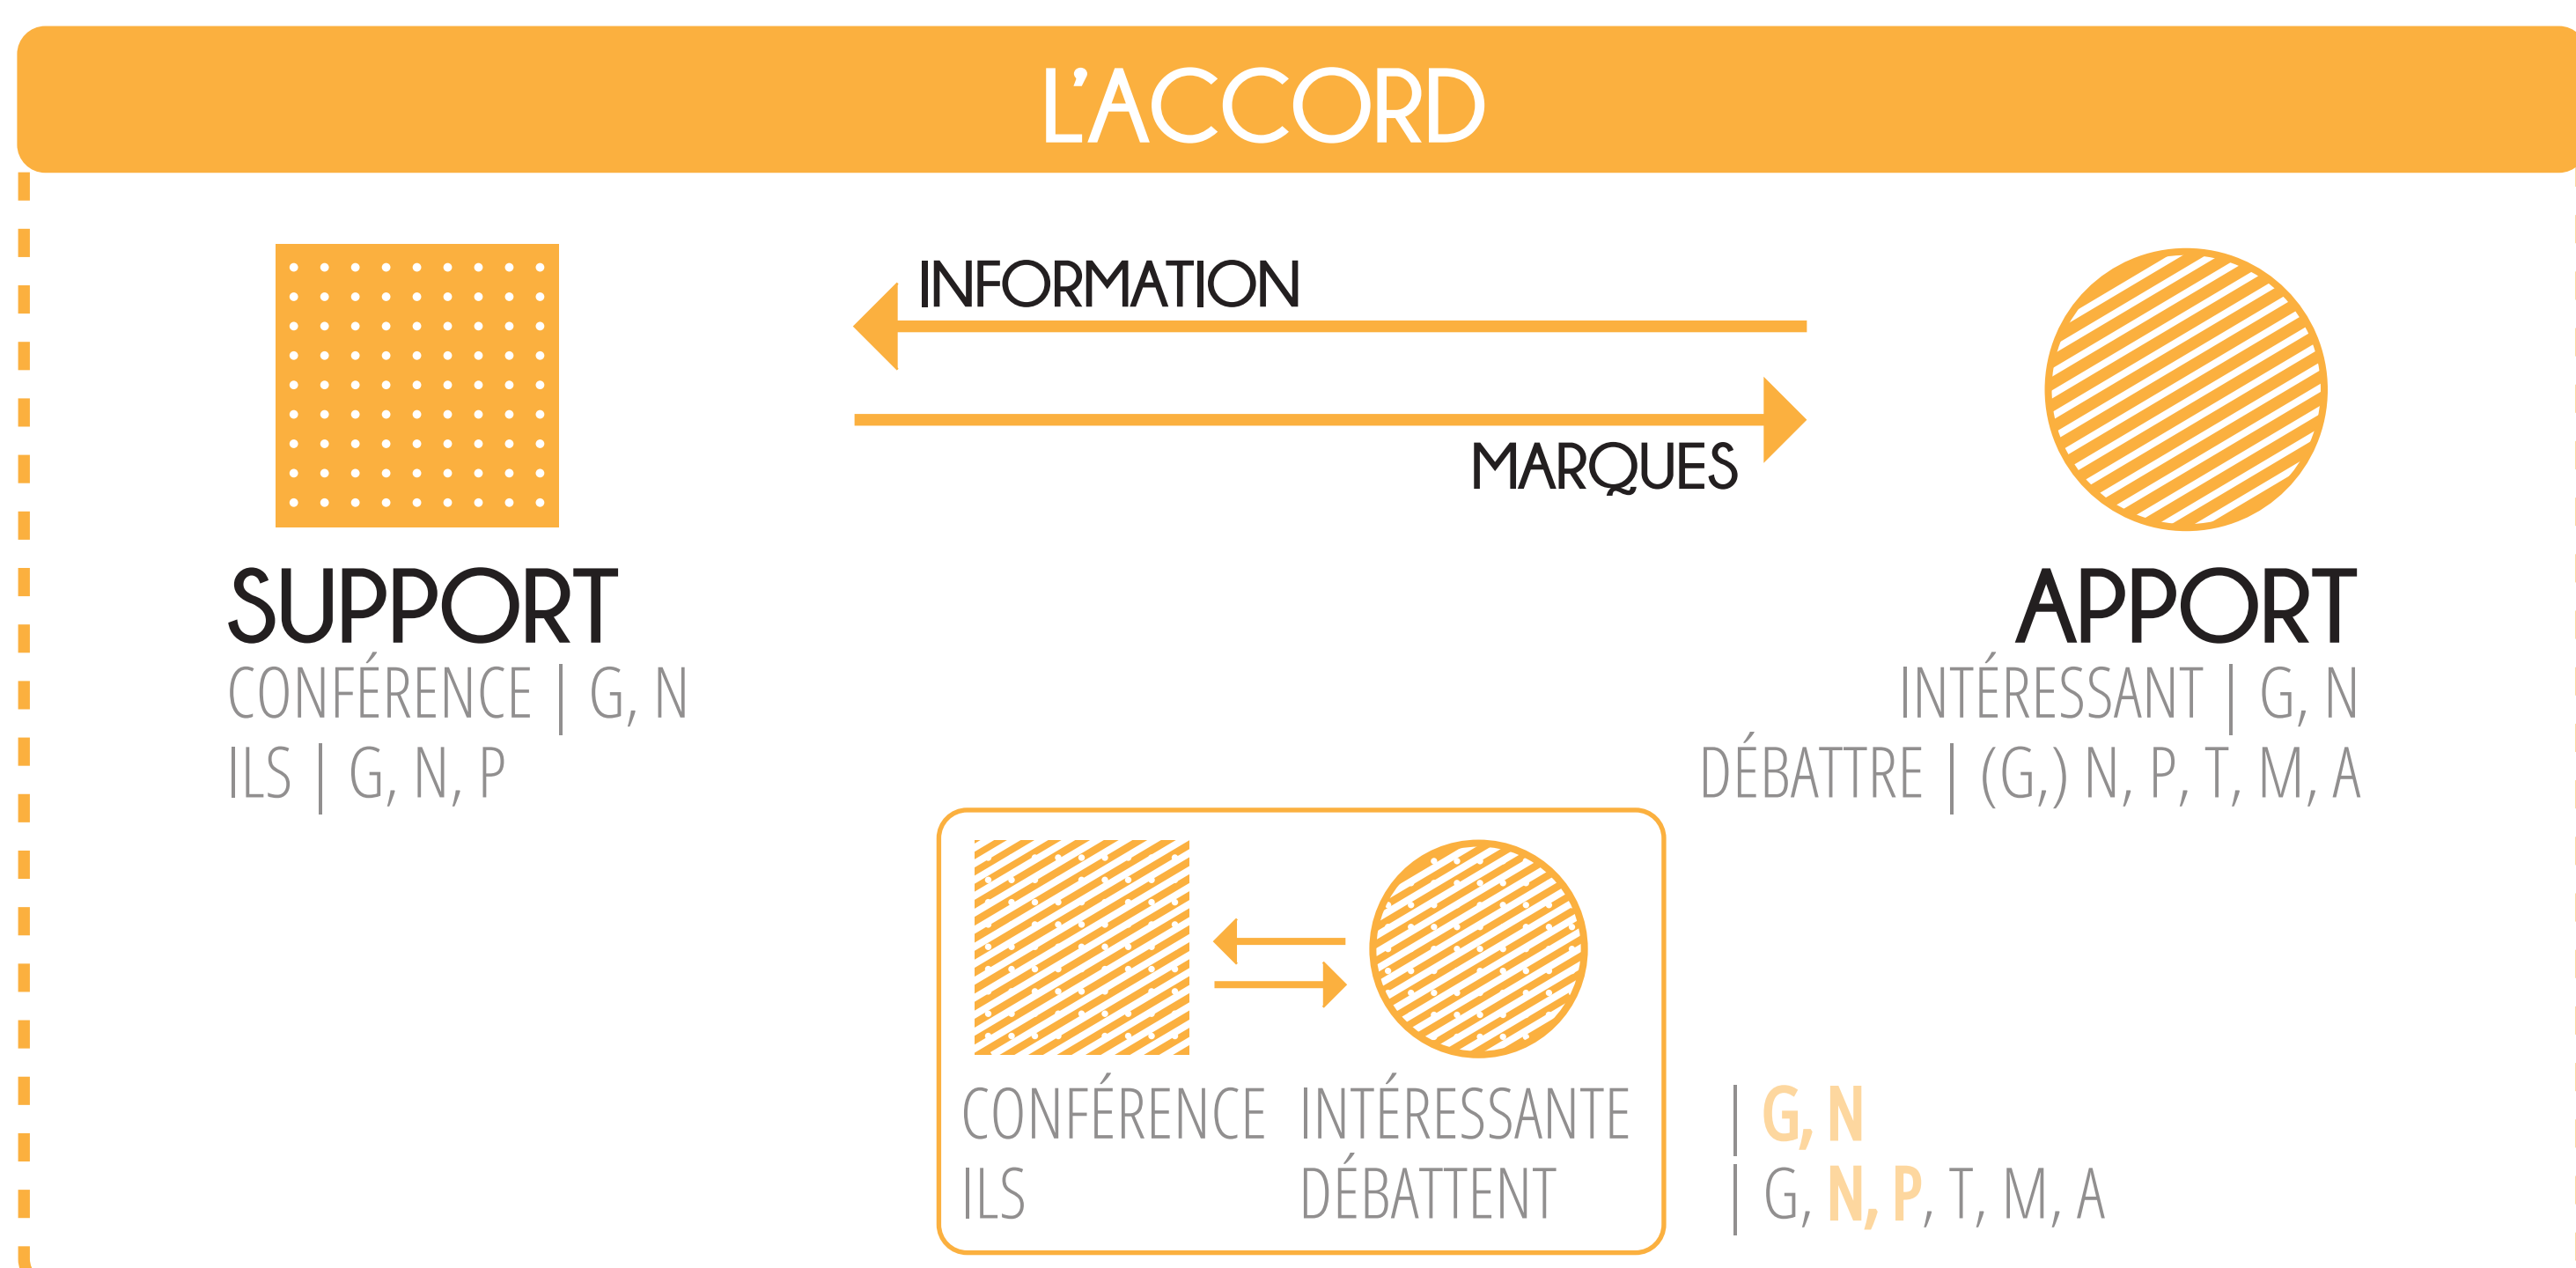 L'ACCORD
INFORMATION
MARQUES
SUPPORT
CONFÉRENCE | G, N
ILS | G, N, P
APPORT
INTÉRESSANT | G, N
DÉBATTRE | (G,) N, P, T, M, A
CONFÉRENCE INTÉRESSANTE | G, N
ILS DÉBATTENT | G, N, P, T, M, A